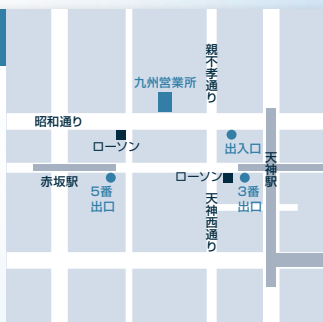 親不孝通り
九州営業所
昭和通り
ローソン
出入口
天神駅
赤坂駅
5番
出口
ローソン
3番
出口
天神西通り